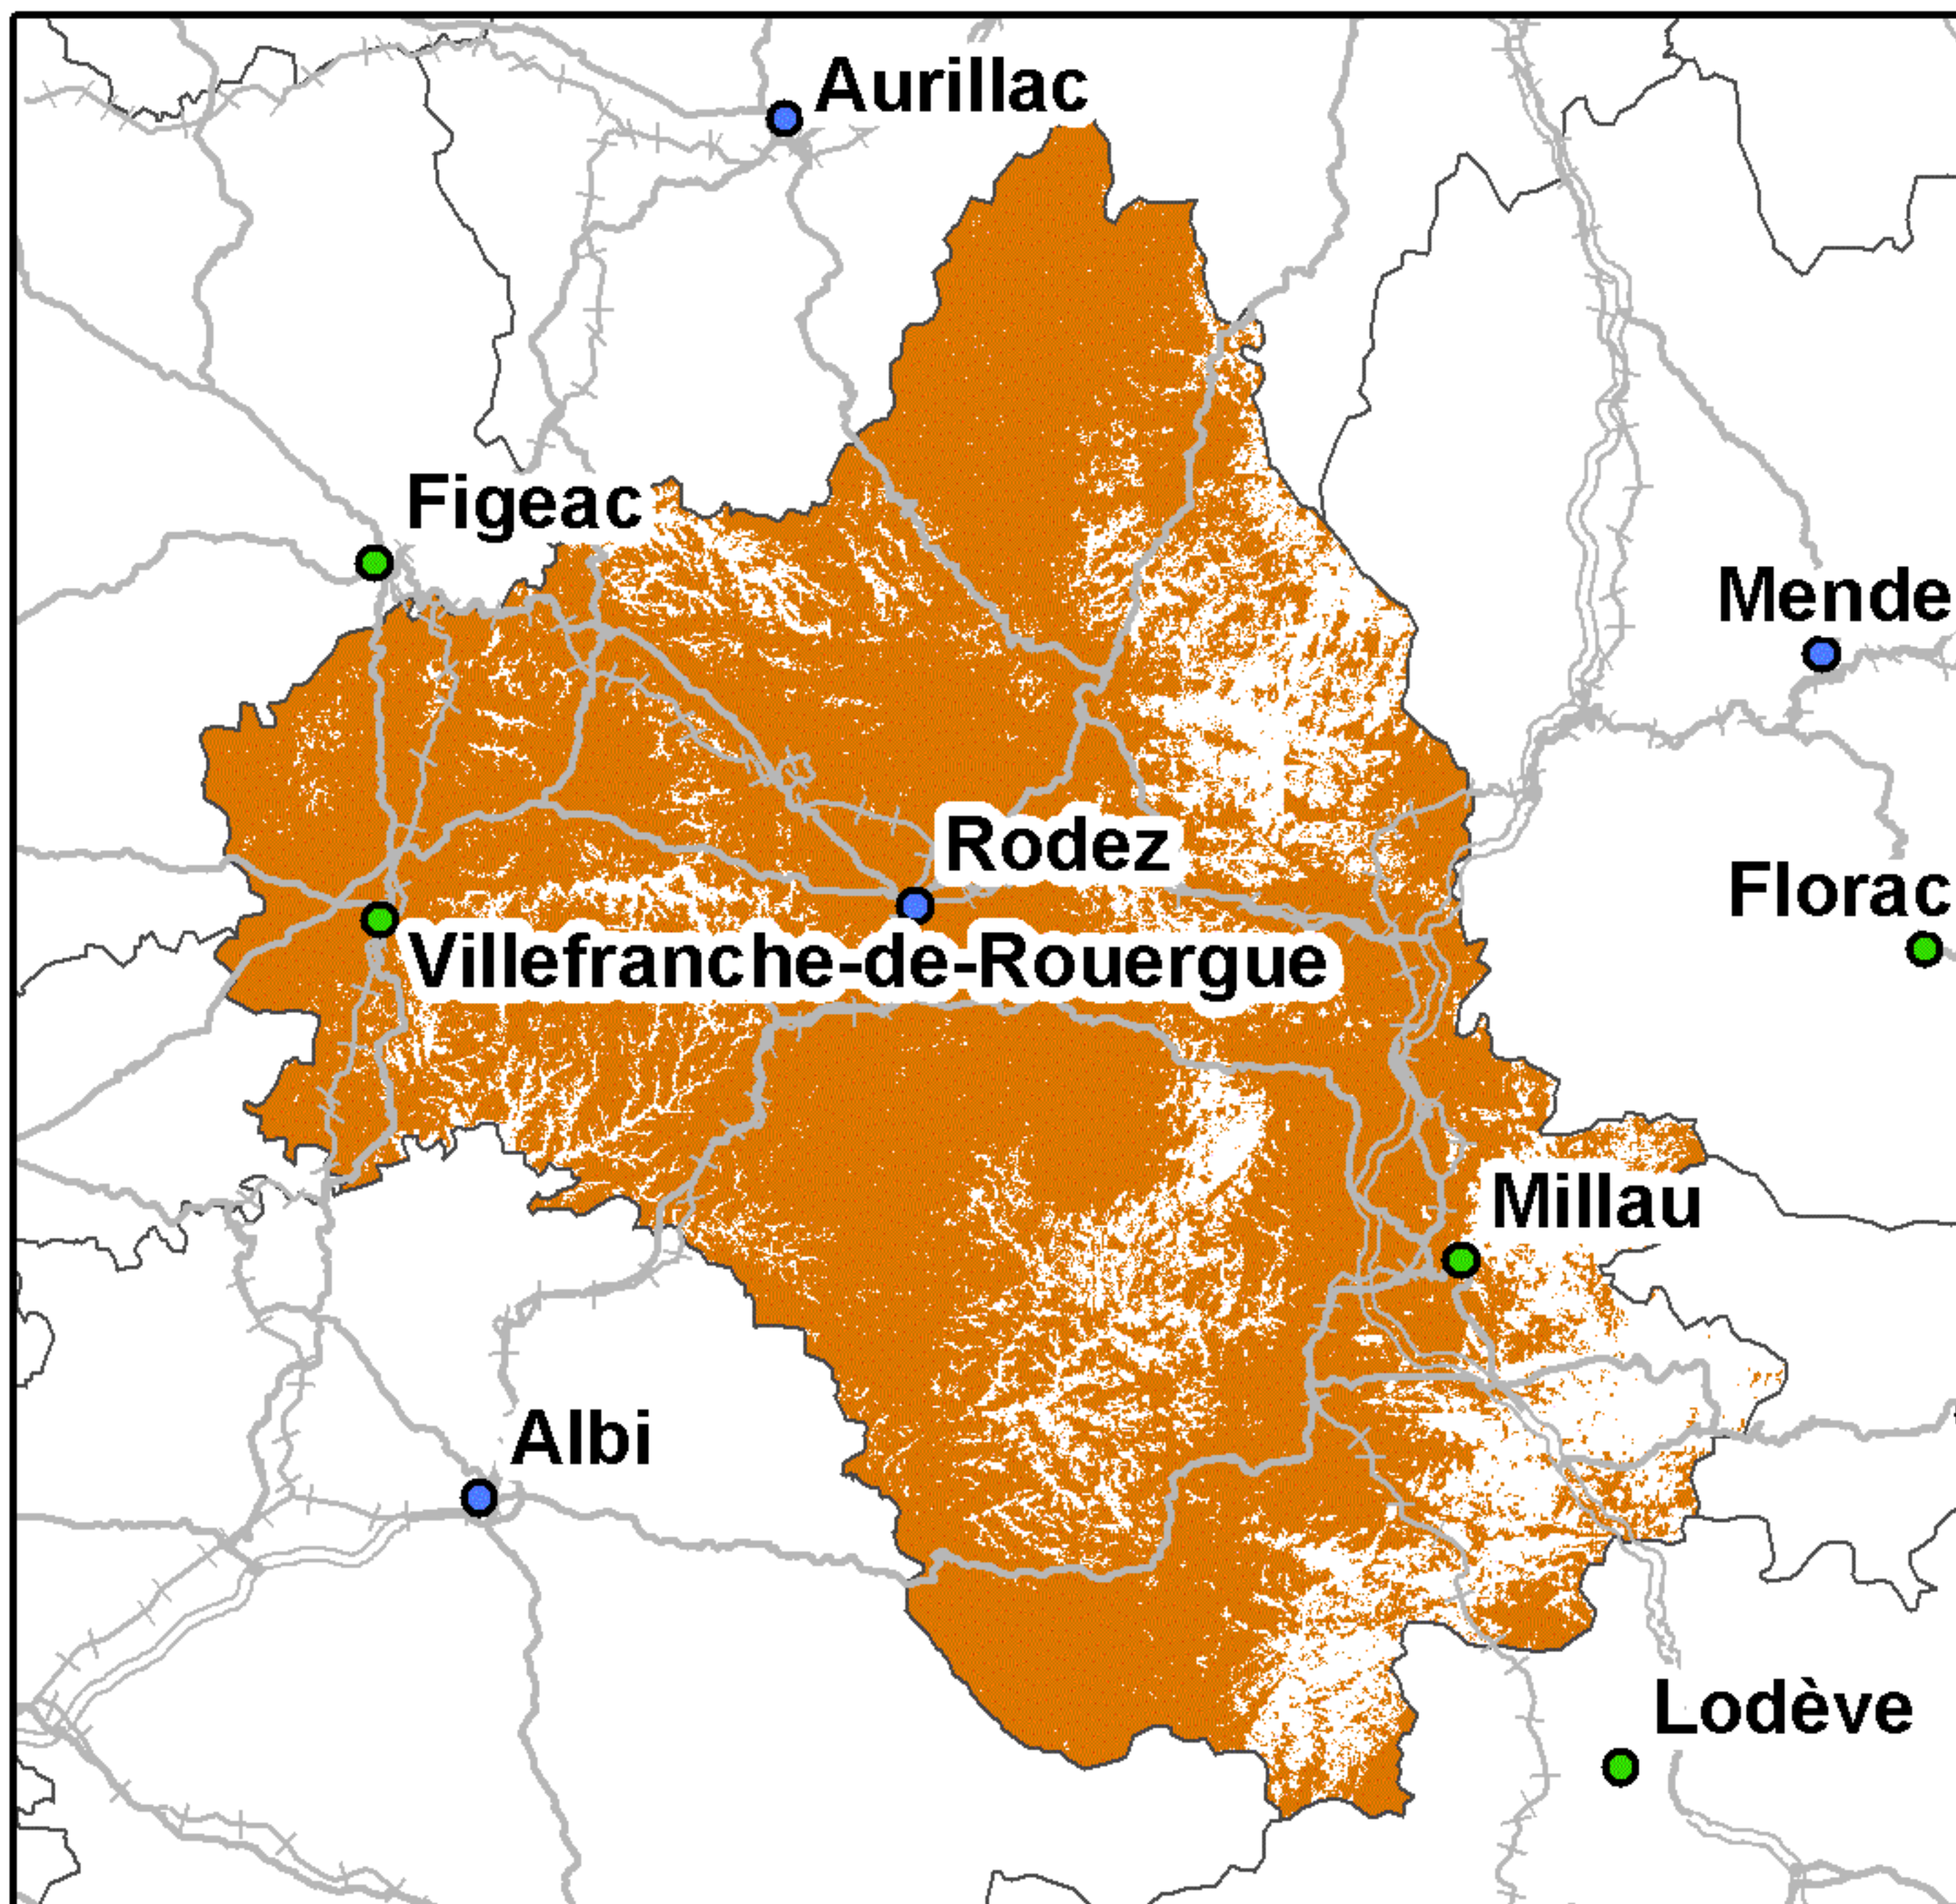 Aurillac
Figeac
Mende
Rodez
Florac
Villefranche-de-Rouergue
Millau
Albi
Lodève